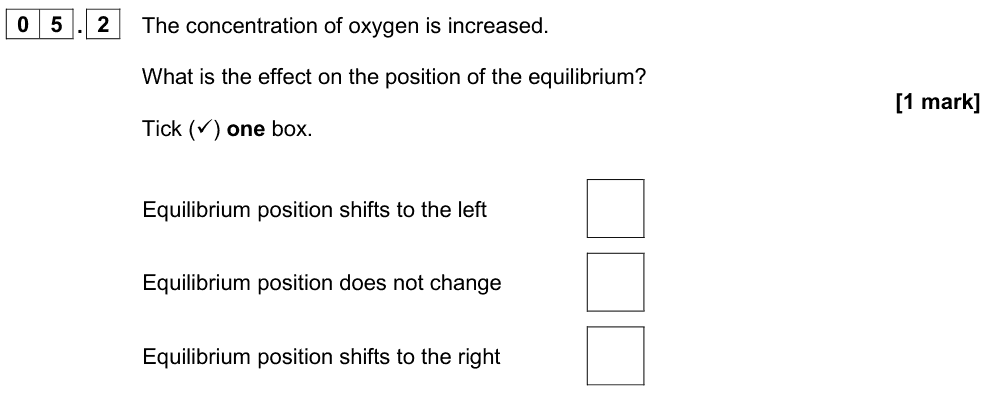 0 5 . 2 The concentration of oxygen is increased.
What is the effect on the position of the equilibrium?
[1 mark]
Tick (✓) one box.
Equilibrium position shifts to the left
Equilibrium position does not change
Equilibrium position shifts to the right